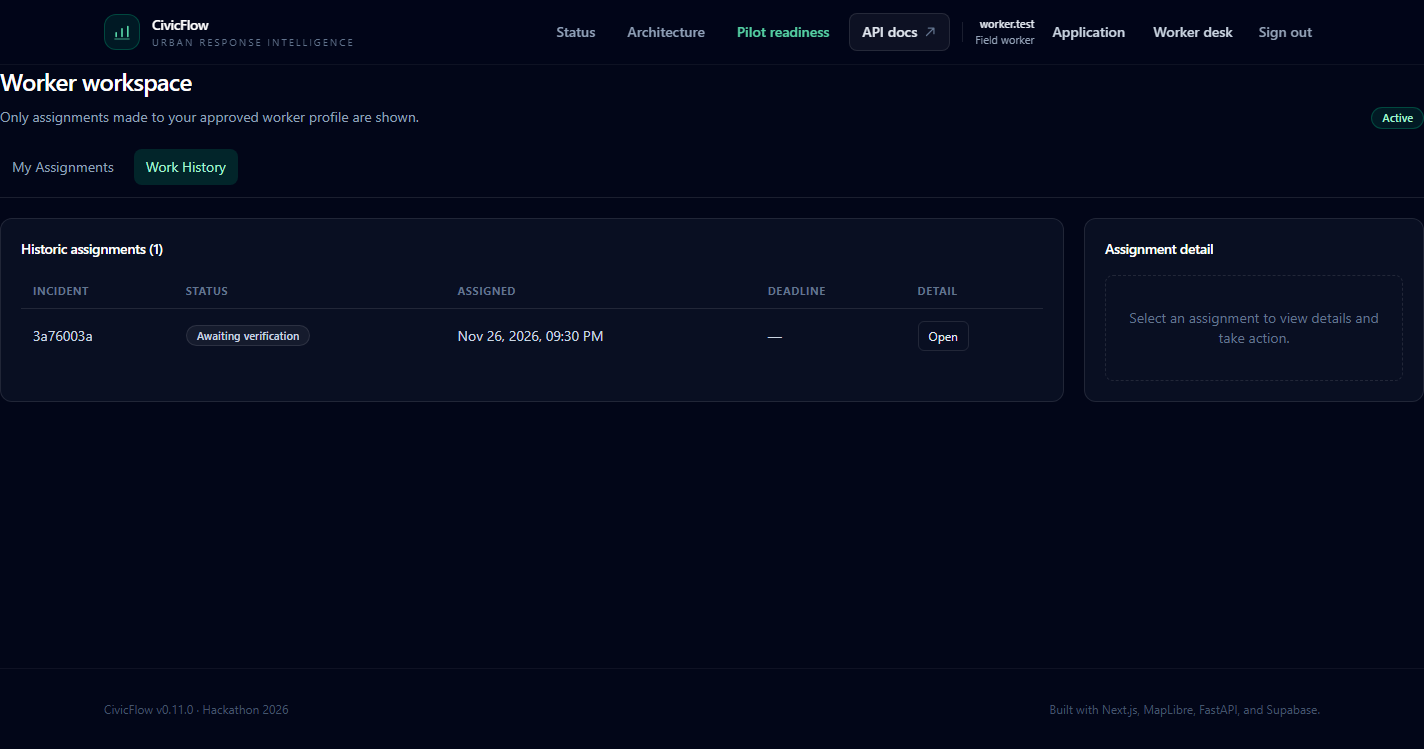 CivicFlow
URBAN RESPONSE INTELLIGENCE
Status
Architecture
Pilot readiness
API docs ↗
worker.test
Field worker
Application
Worker desk
Sign out
Worker workspace
Only assignments made to your approved worker profile are shown.
Active
My Assignments
Work History
Historic assignments (1)
INCIDENT STATUS ASSIGNED DEADLINE DETAIL
3a76003a Awaiting verification Nov 26, 2026, 09:30 PM — Open
Assignment detail
Select an assignment to view details and
take action.
CivicFlow v0.11.0 · Hackathon 2026
Built with Next.js, MapLibre, FastAPI, and Supabase.